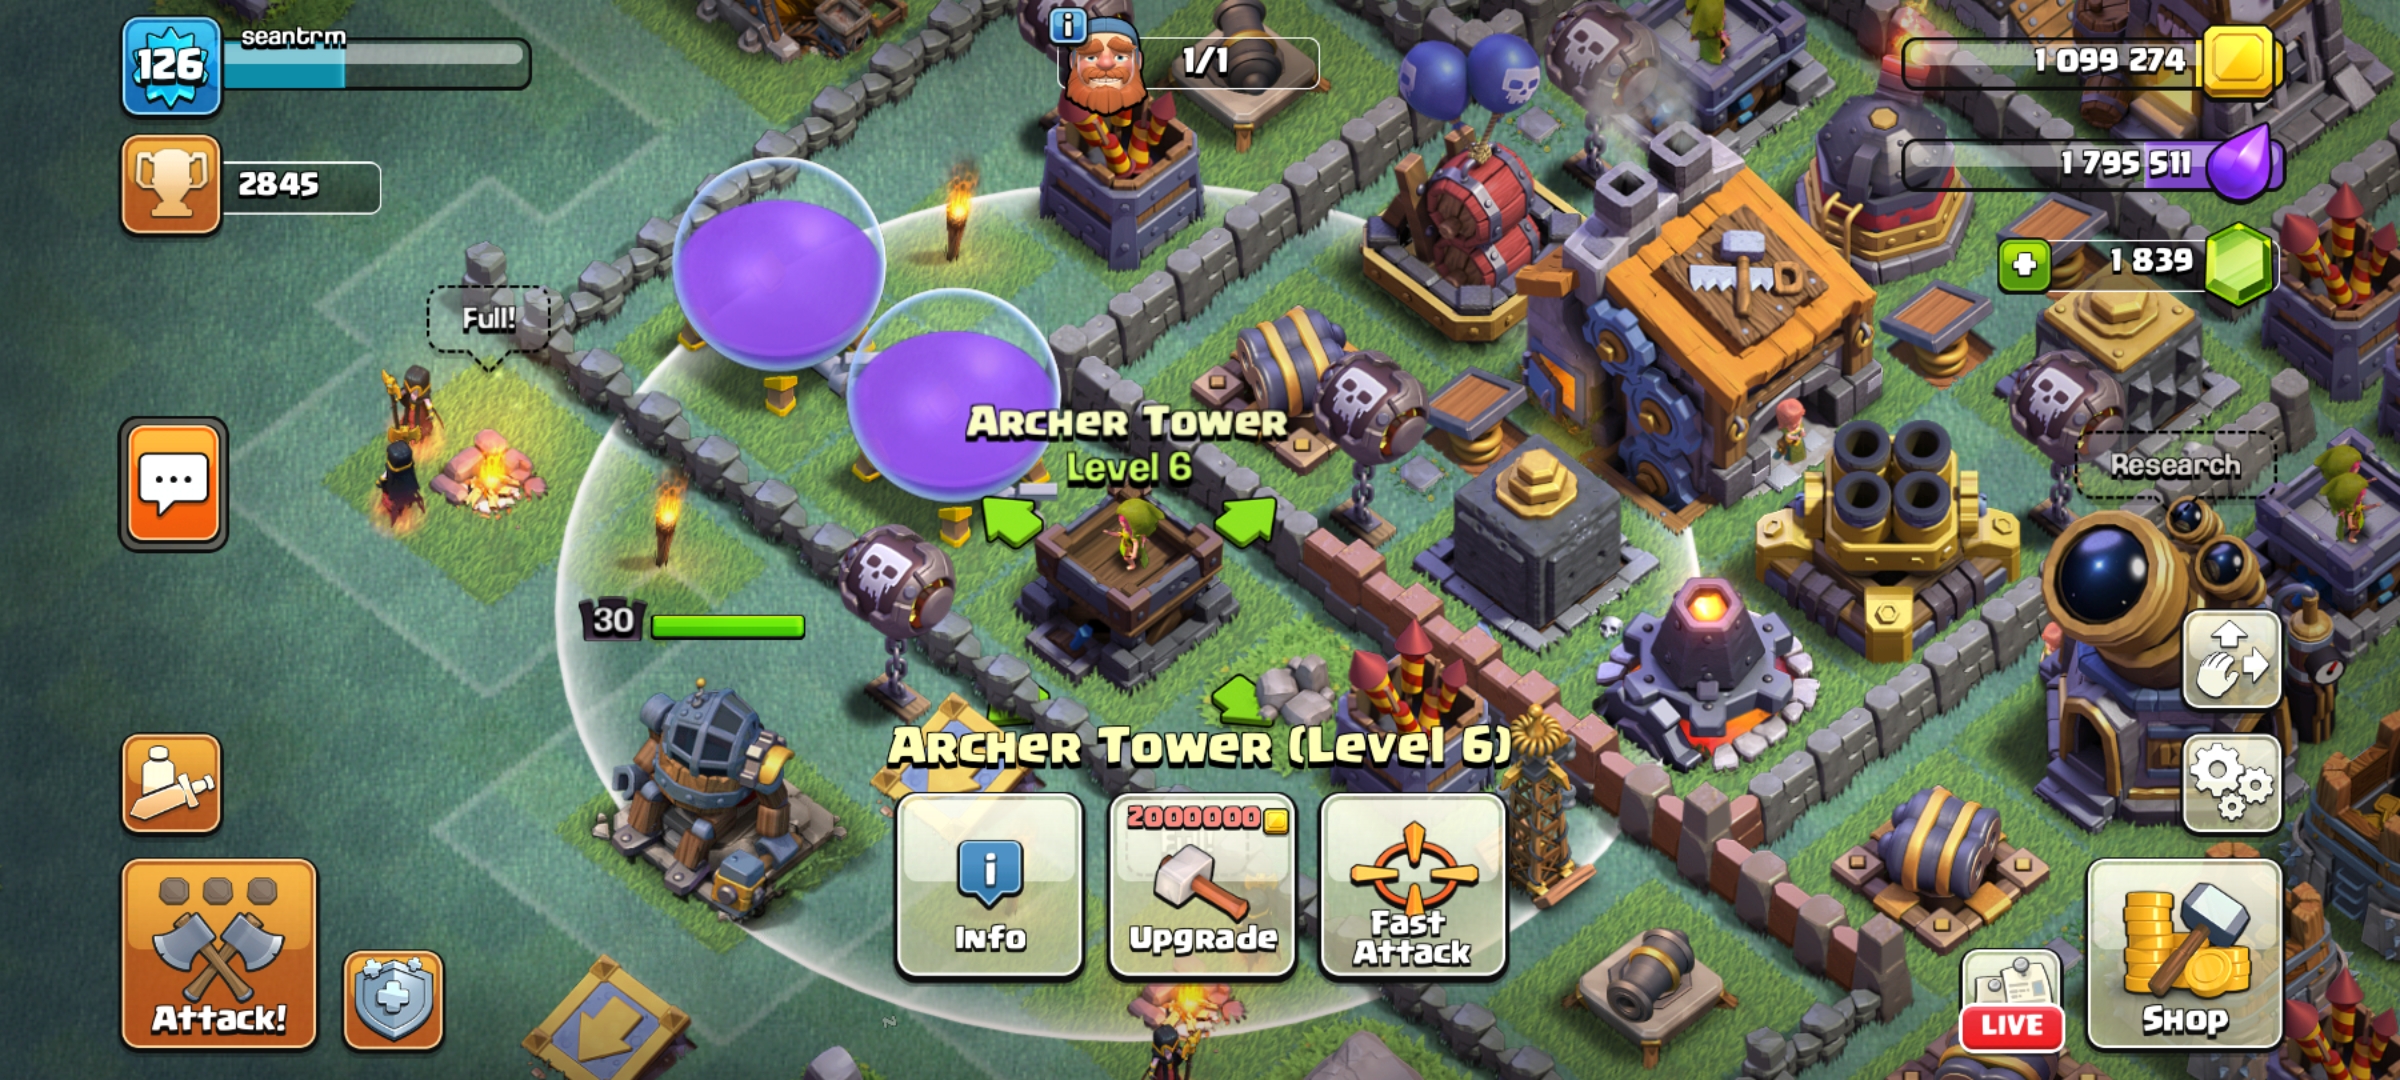 126
seantrm
1/1
1 099 274
2845
1 795 511
1 839
Full!
Archer Tower
Level 6
Research
30
Archer Tower (Level 6)
2000000
Info
Upgrade
Fast
Attack
Attack!
LIVE
Shop